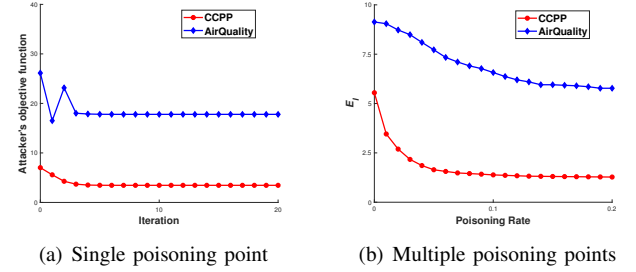 40
30
20
10
0
0
10
20
Attacker's objective function
Iteration
CCPP
AirQuality
(a) Single poisoning point
10
7.5
5
2.5
0
0
0.1
0.2
E_I
Poisoning Rate
CCPP
AirQuality
(b) Multiple poisoning points